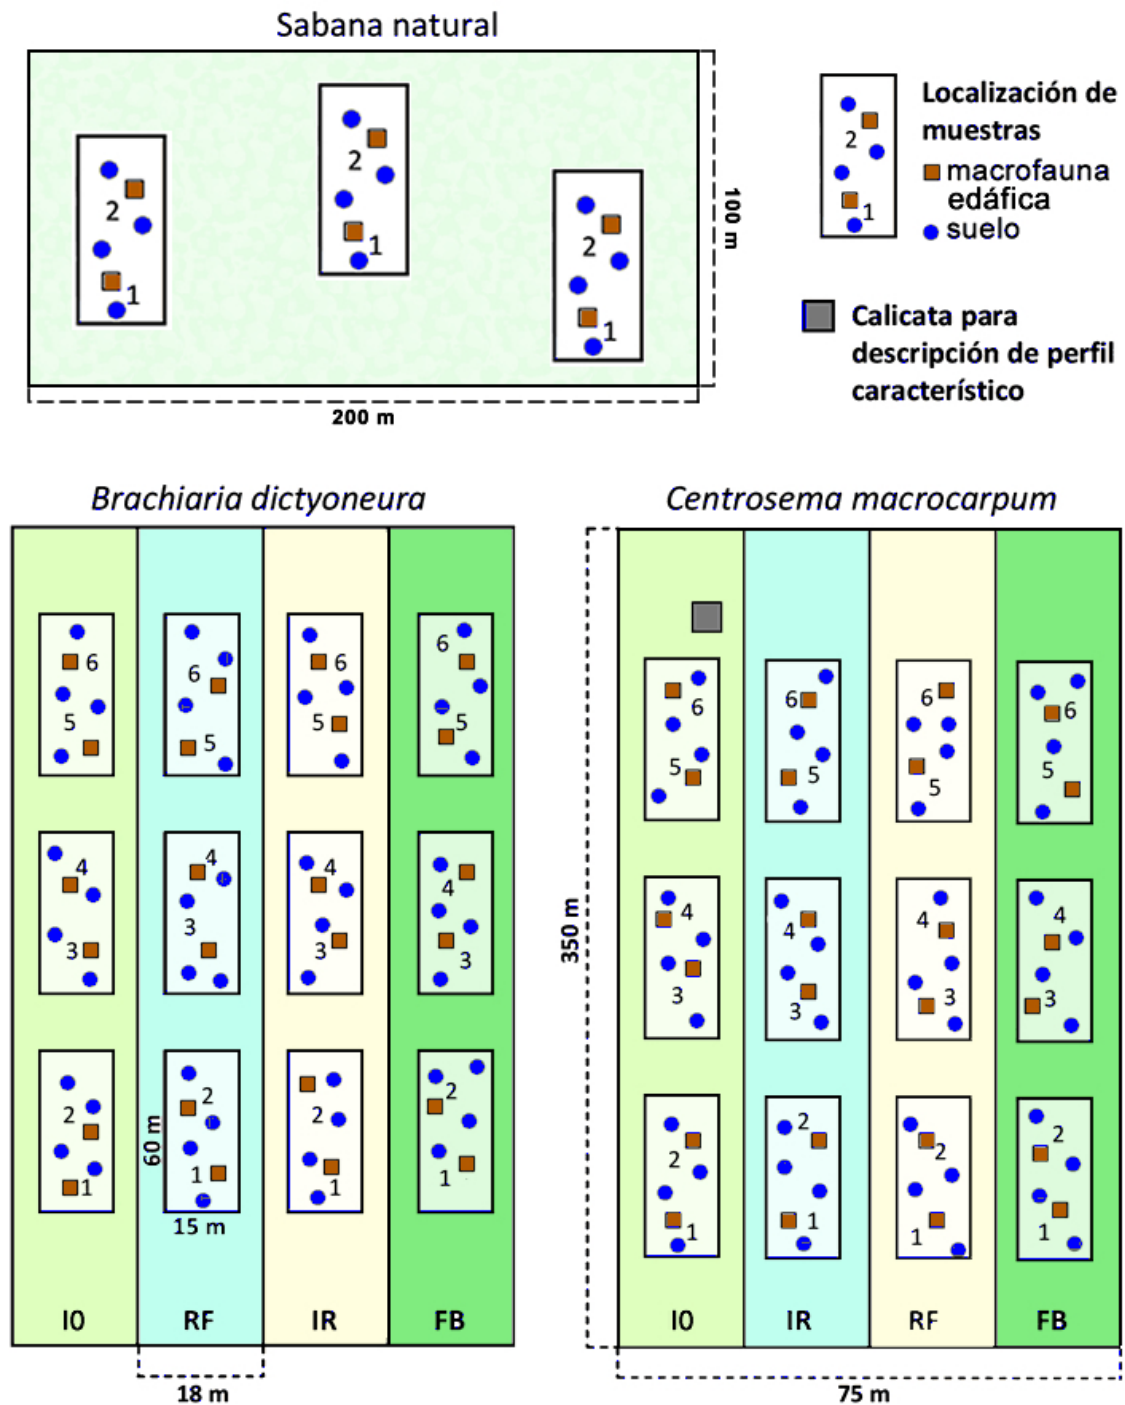 Sabana natural
2
1
2
1
2
1
100 m
200 m
2
1
Localización de
muestras
macrofauna
edáfica
suelo
Calicata para
descripción de perfil
característico
Brachiaria dictyoneura
6
5
4
3
2
1
I0
6
5
4
3
2
1
60 m
15 m
RF
6
5
4
3
2
1
IR
6
5
4
3
2
1
FB
18 m
Centrosema macrocarpum
350 m
6
5
4
3
2
1
I0
6
5
4
3
2
1
IR
6
5
4
3
2
1
RF
6
5
4
3
2
1
FB
75 m